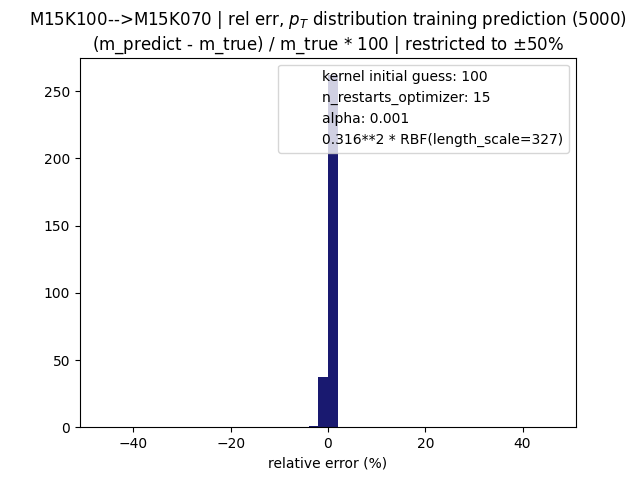 M15K100-->M15K070 | rel err, p_T distribution training prediction (5000)
(m_predict - m_true) / m_true * 100 | restricted to ±50%
kernel initial guess: 100
n_restarts_optimizer: 15
alpha: 0.001
0.316**2 * RBF(length_scale=327)
250
200
150
100
50
0
−40
−20
0
20
40
relative error (%)